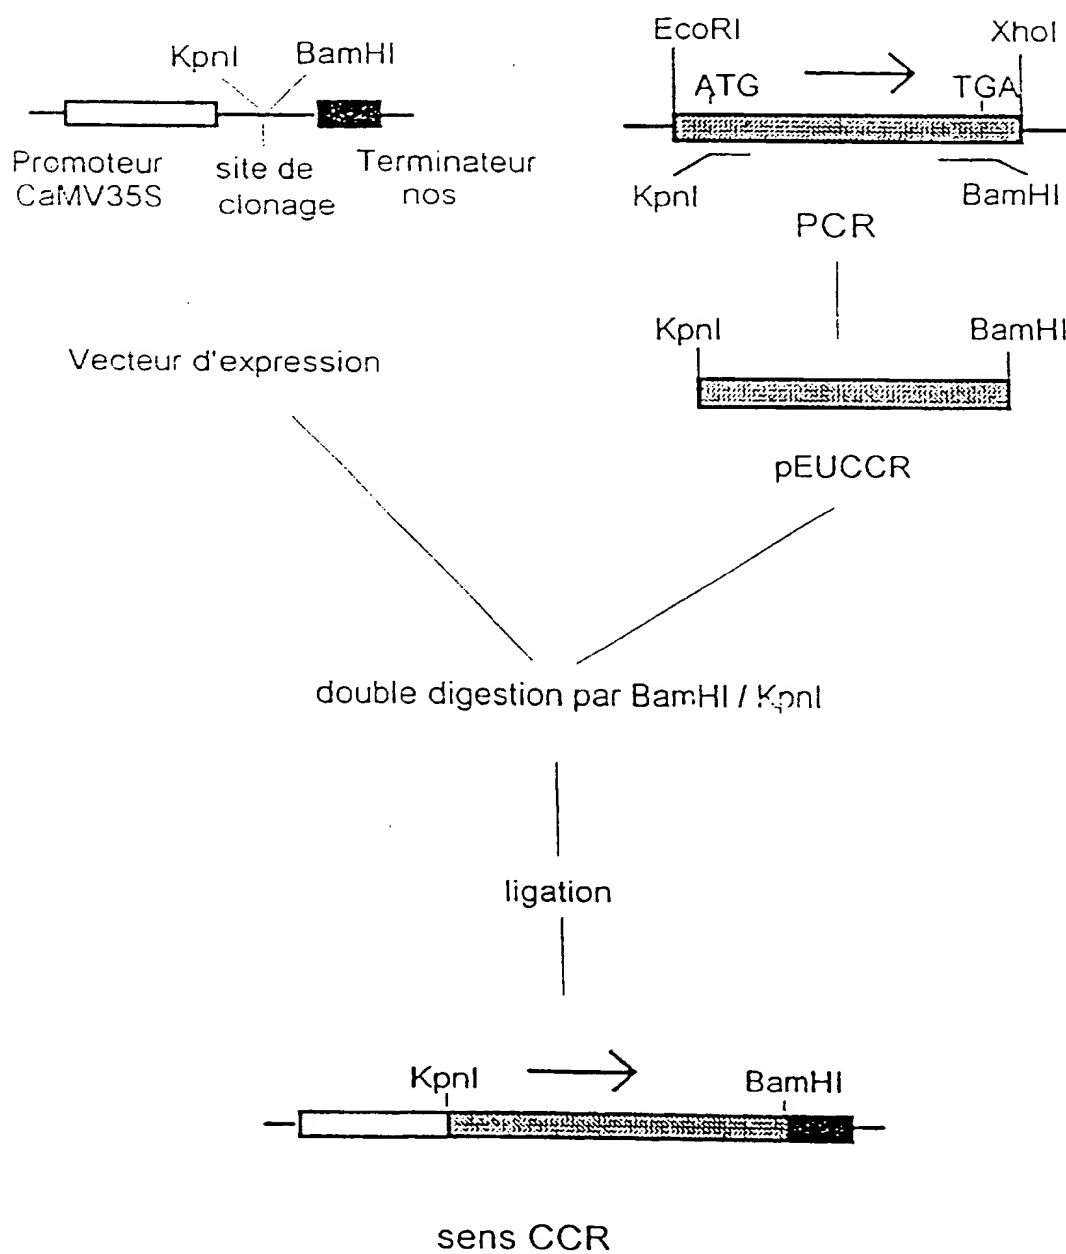 KpnI BamHI
Promoteur
CaMV35S
site de
clonage
Terminateur
nos
Vecteur d'expression
EcoRI XhoI
ATG TGA
KpnI BamHI
PCR
KpnI BamHI
pEUCCR
double digestion par BamHI / KpnI
ligation
KpnI BamHI
sens CCR